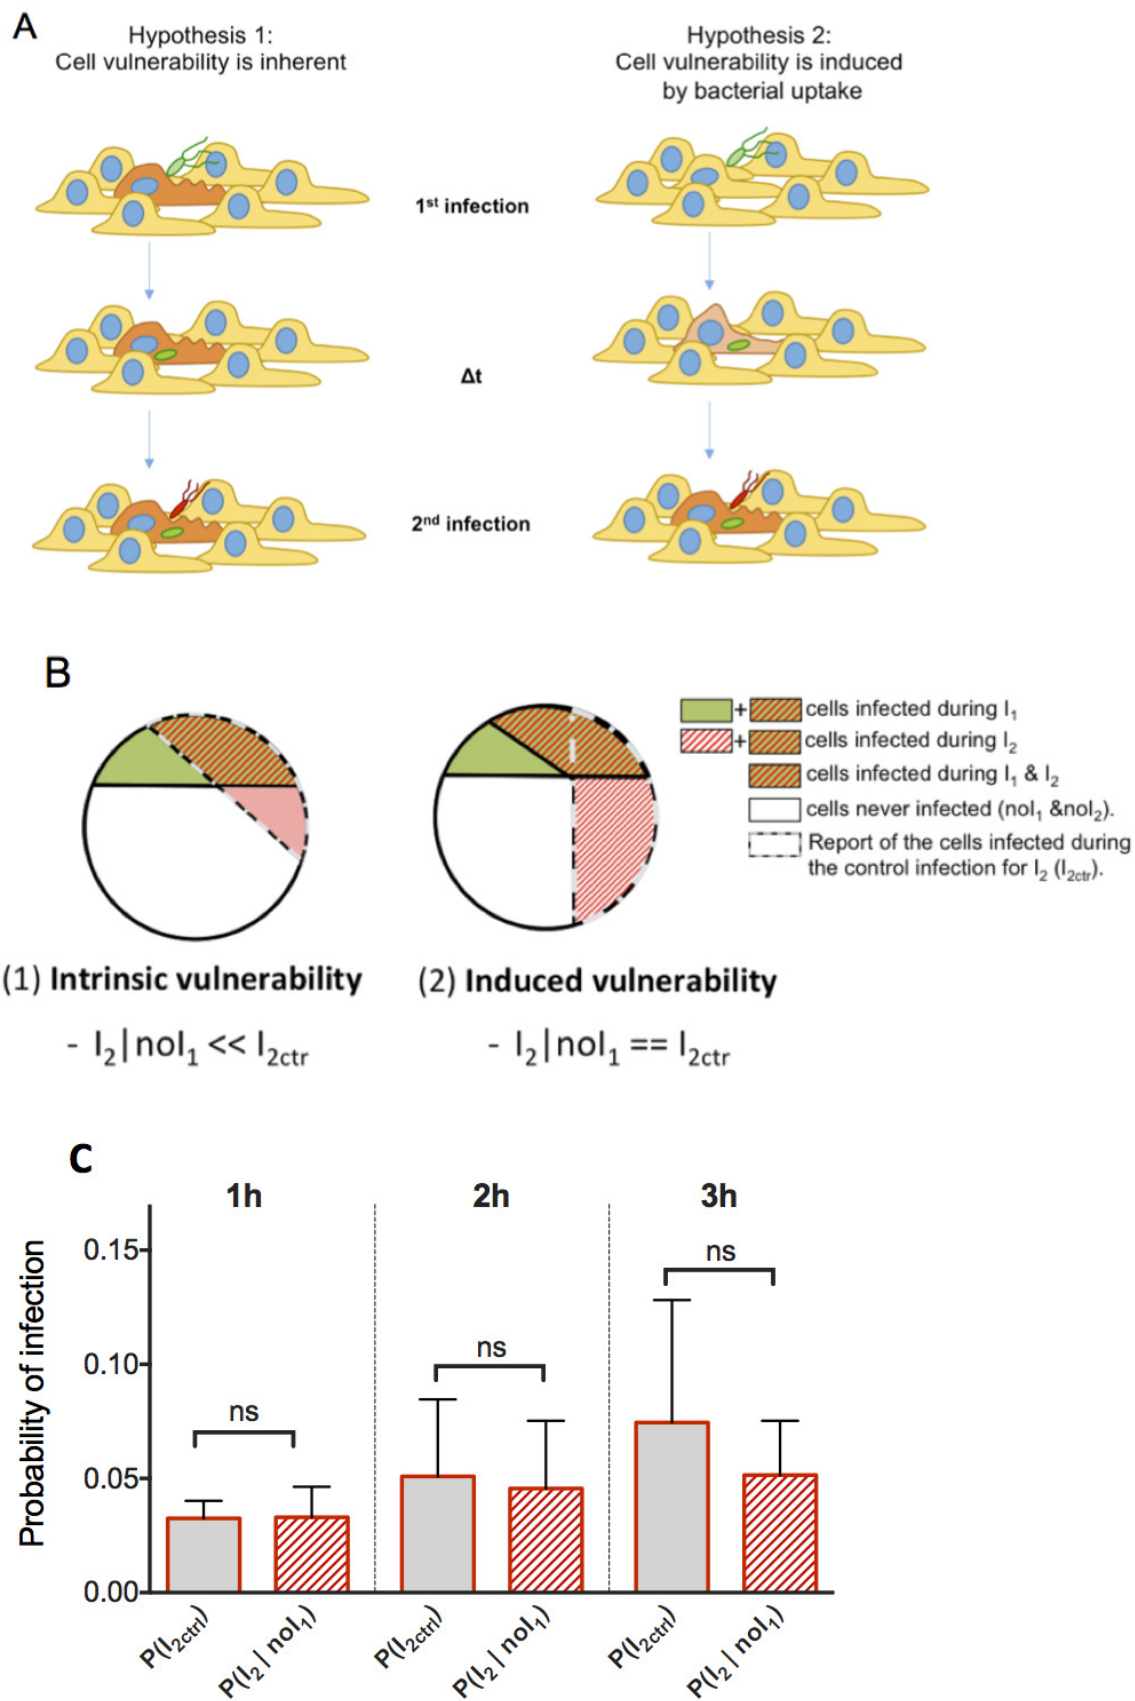 A
Hypothesis 1:
Cell vulnerability is inherent
Hypothesis 2:
Cell vulnerability is induced
by bacterial uptake
1st infection
Δt
2nd infection
B
+ cells infected during I1
+ cells infected during I2
cells infected during I1 & I2
cells never infected (noI1 &noI2).
Report of the cells infected during
the control infection for I2 (I2ctr).
(1) Intrinsic vulnerability
- I2|noI1 << I2ctr
(2) Induced vulnerability
- I2|noI1 == I2ctr
C
1h
2h
3h
Probability of infection
0.15
0.10
0.05
0.00
ns
ns
ns
P(I2ctrl)
P(I2 | noI1)
P(I2ctrl)
P(I2 | noI1)
P(I2ctrl)
P(I2 | noI1)